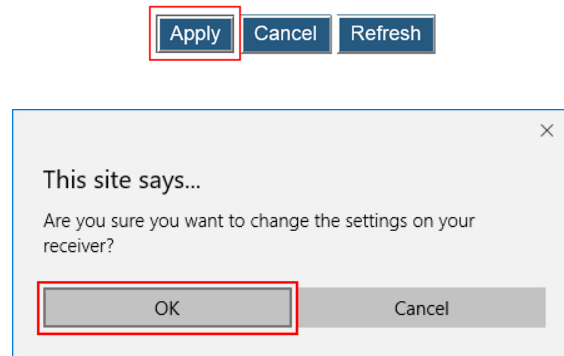 Apply Cancel Refresh
This site says...
Are you sure you want to change the settings on your
receiver?
OK Cancel